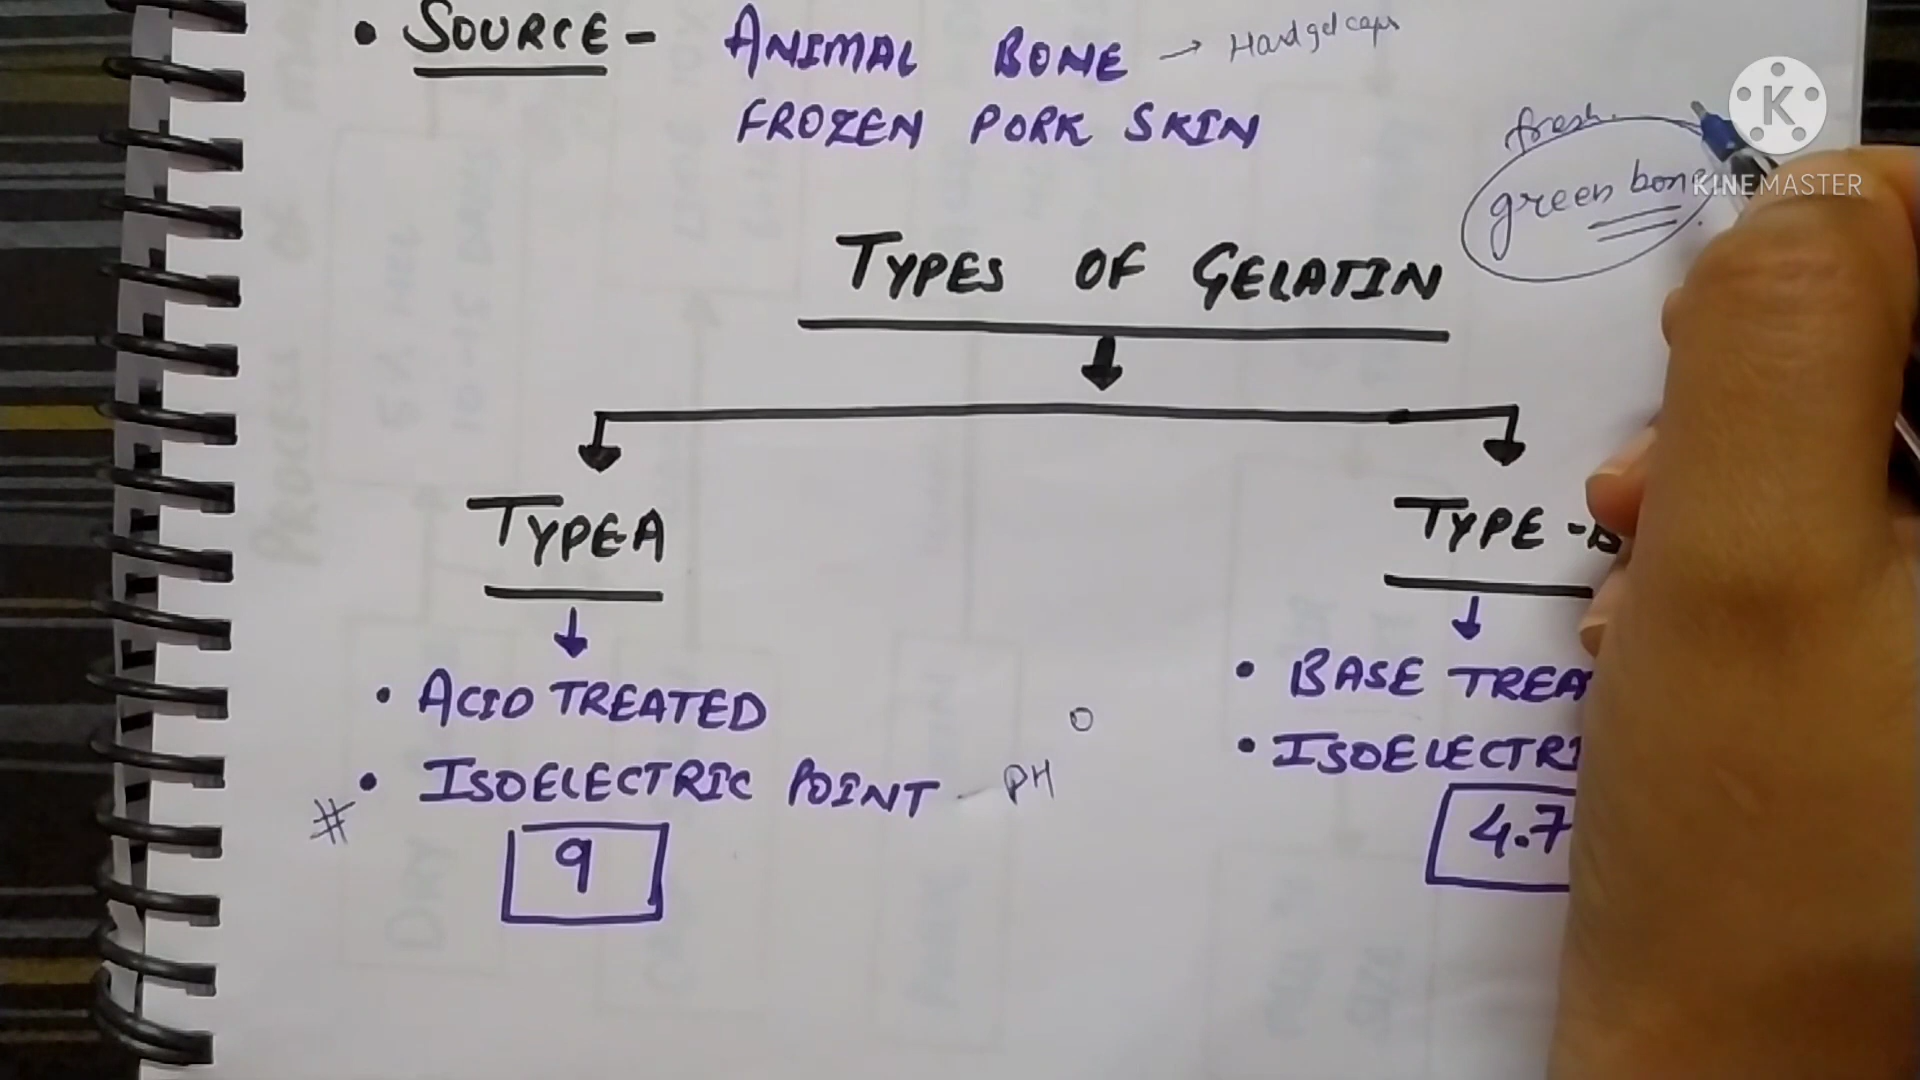 • SOURCE - ANIMAL BONE → Hard gel caps
FROZEN PORK SKIN
fresh
green bone
K
KINEMASTER
TYPES OF GELATIN
TYPE-A
TYPE -B
• ACID TREATED
• ISOELECTRIC POINT - PH
9
#
• BASE TREA
• ISOELECTRI
4.7